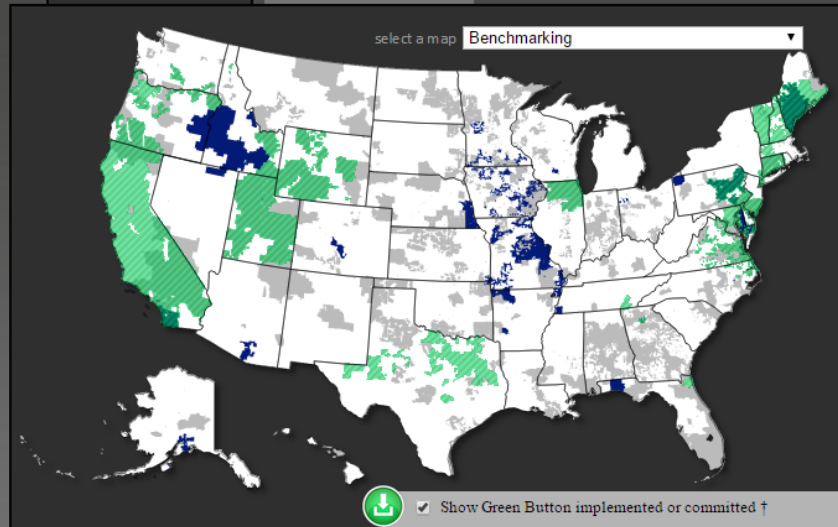 select a map Benchmarking
Show Green Button implemented or committed †